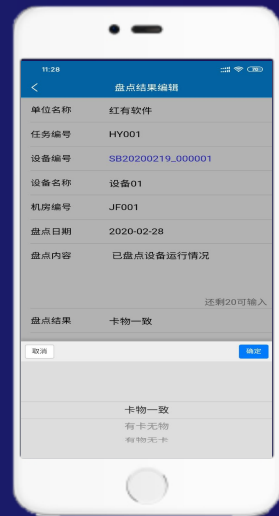 11:28
盘点结果编辑
单位名称 红有软件
任务编号 HY001
设备编号 SB20200219_000001
设备名称 设备01
机房编号 JF001
盘点日期 2020-02-28
盘点内容 已盘点设备运行情况
还剩20可输入
盘点结果 卡物一致
取消 确定
卡物一致
有卡无物
有物无卡